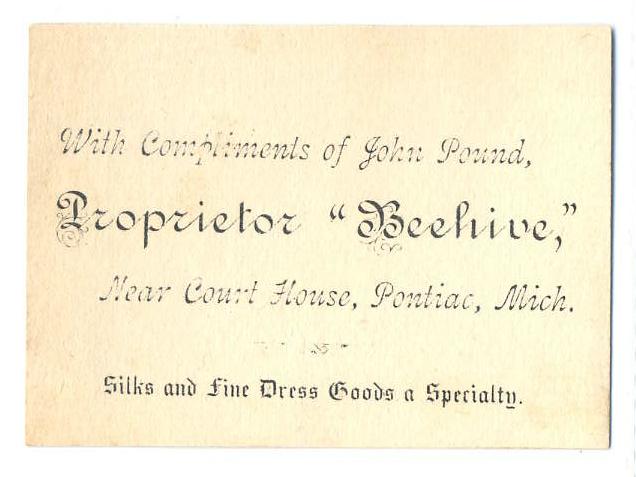 With Compliments of John Pound,
Proprietor “Beehive,”
Near Court House, Pontiac, Mich.
Silks and Fine Dress Goods a Specialty.